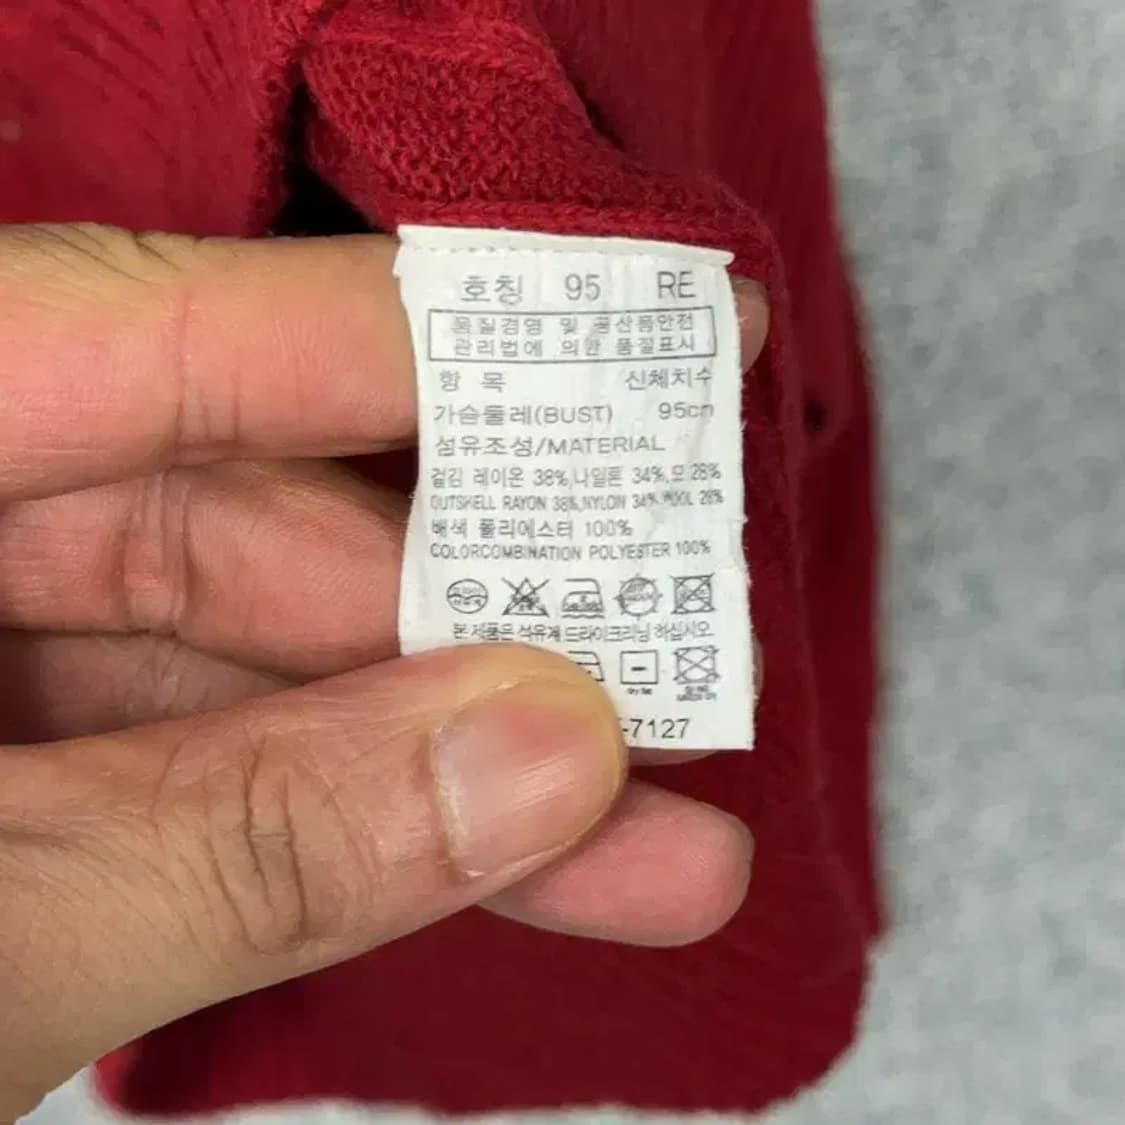 호칭 95 RE
품질경영 및 공산품안전
관리법에 의한 품질표시
항 목 신체치수
가슴둘레(BUST) 95cm
섬유조성/MATERIAL
겉감 레이온 38%,나일론 34%,모 28%
OUTSHELL RAYON 38%,NYLON 34% WOOL 28%
배색 폴리에스터 100%
COLORCOMBINATION POLYESTER 100%
본 제품은 석유계 드라이크리닝 하십시오
-7127